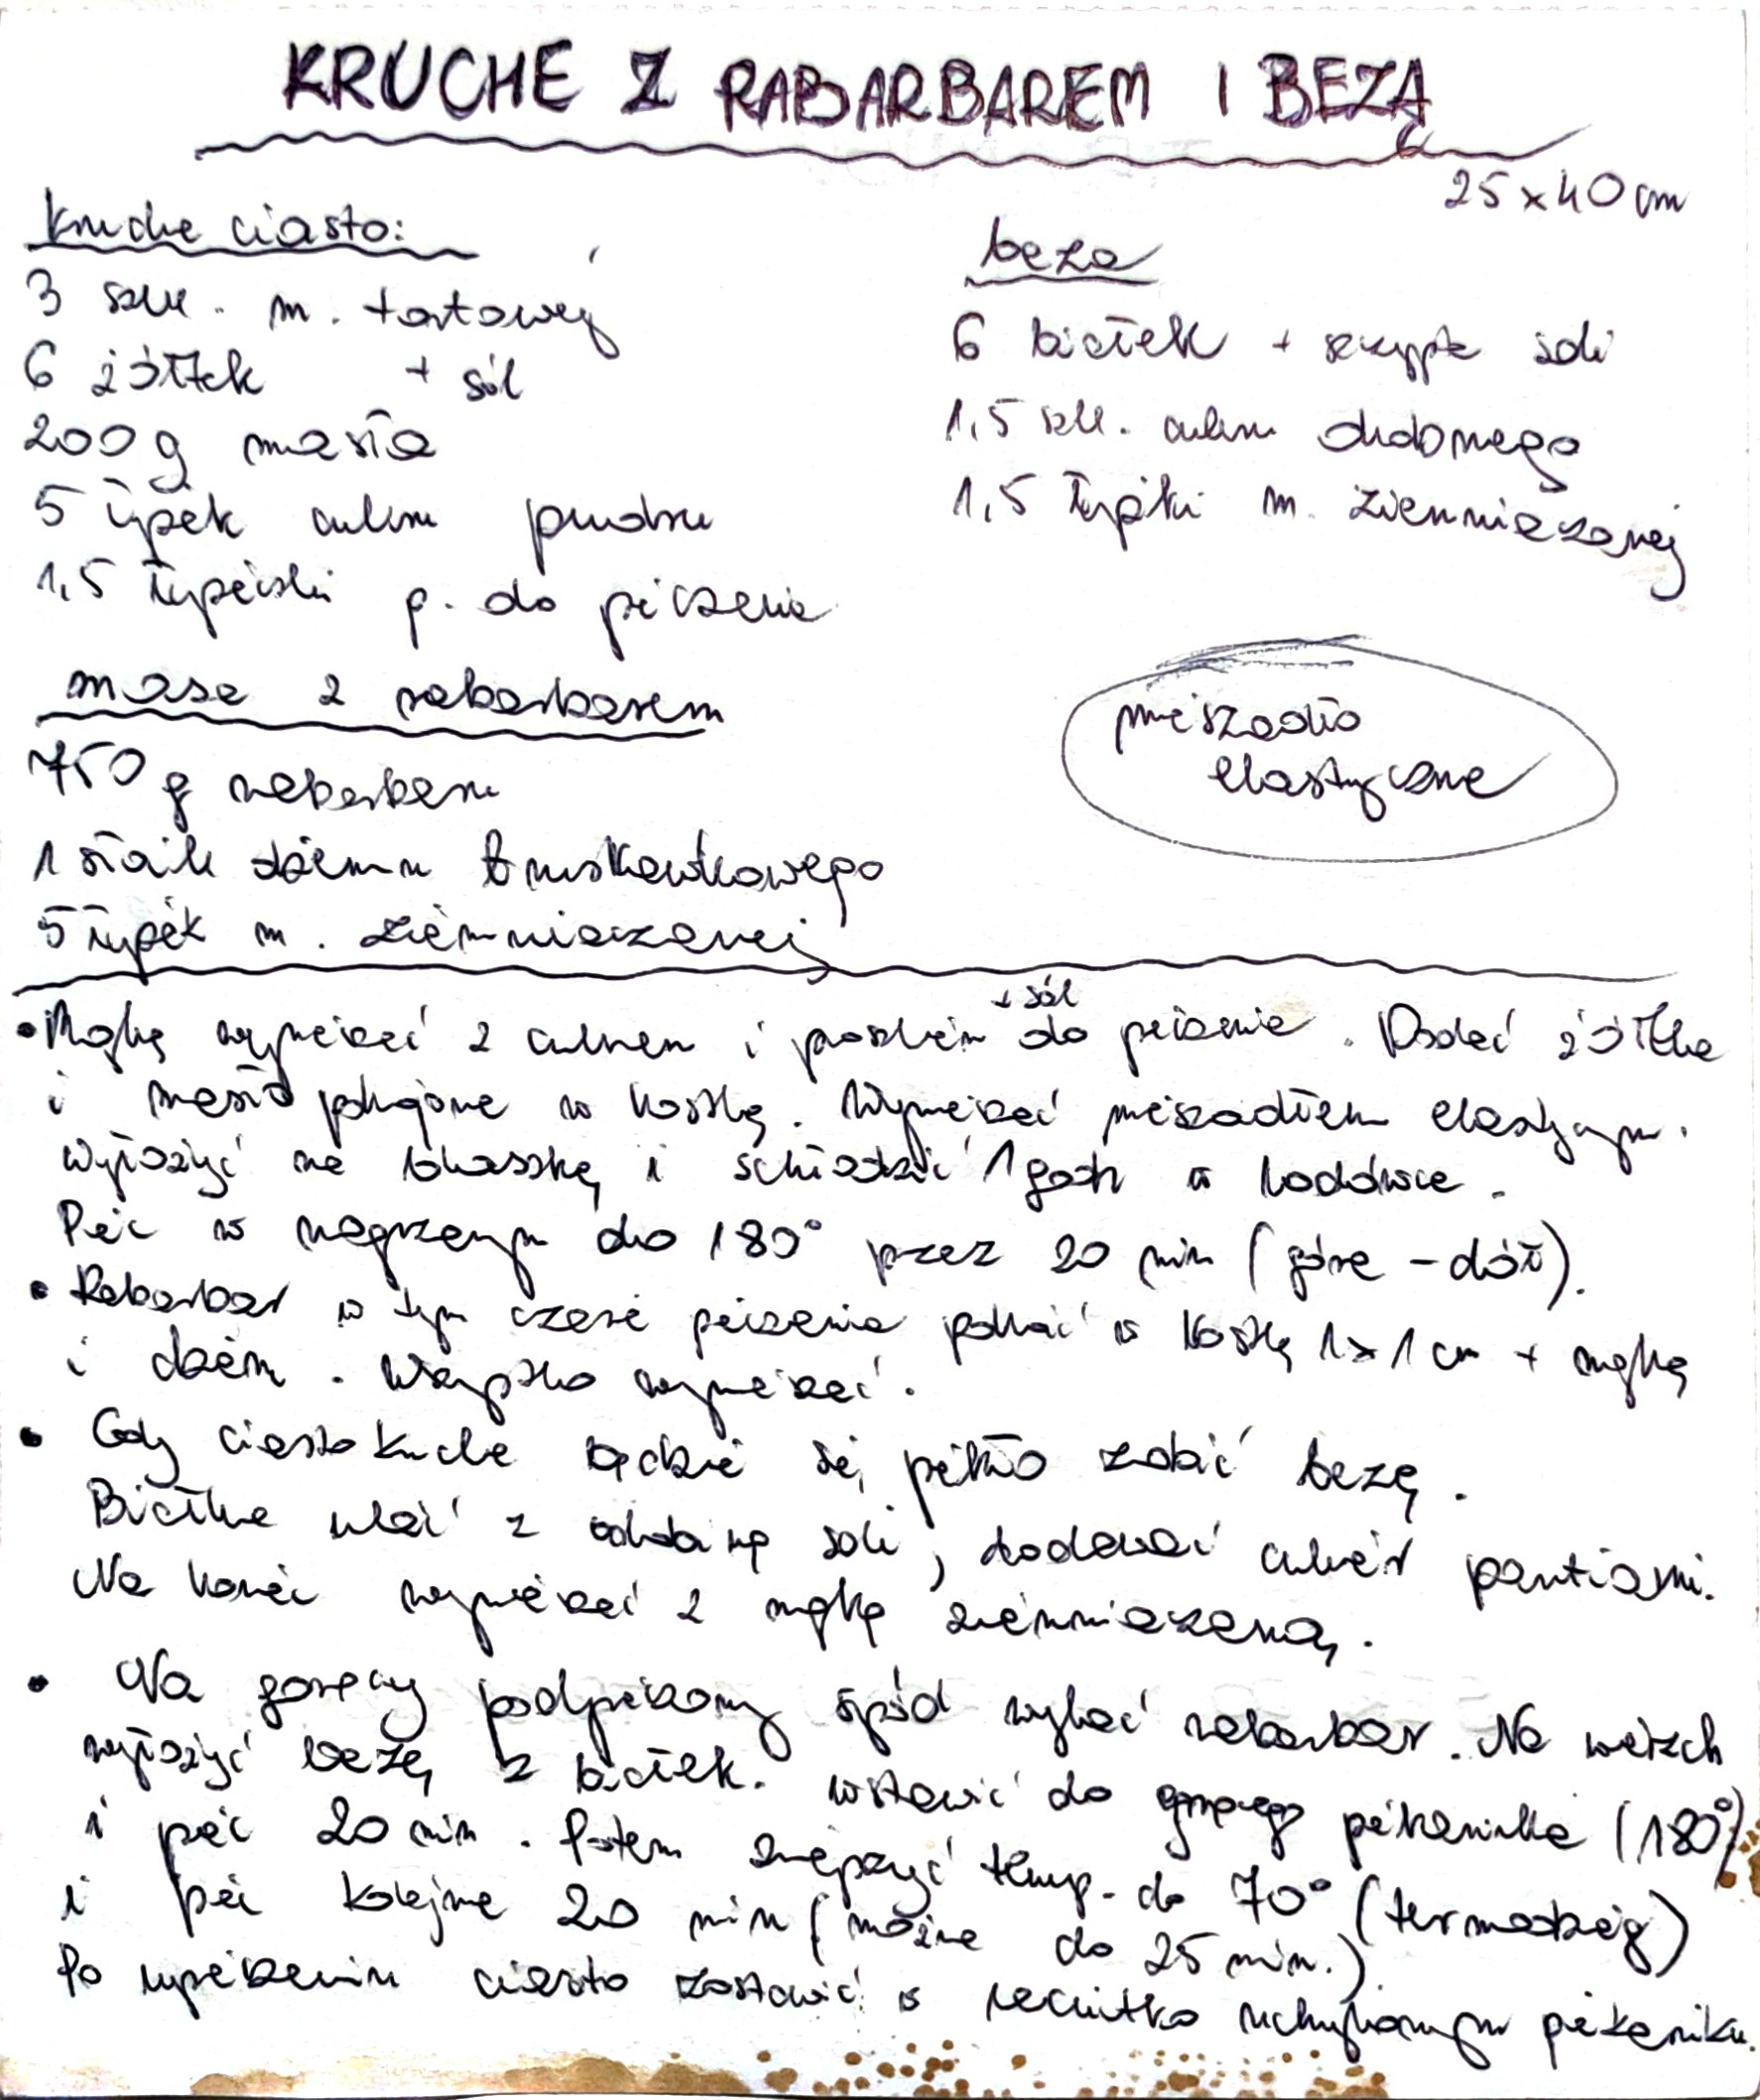 KRUCHE Z RABARBAREM I BEZĄ
25 x 40 cm
kruche ciasto:
3 szkl. m. tortowej
6 żółtek + sól
200 g masła
5 łyżek cukru pudru
1,5 łyżeczki p. do pieczenia
masa z rabarbarem
750 g rabarbaru
1 słoik dżemu truskawkowego
5 łyżek m. ziemniaczanej
beza
6 białek + szczypta soli
1,5 szkl. cukru drobnego
1,5 łyżki m. ziemniaczanej
mieszadło
elastyczne
+ sól
• Mąkę wymieszać z cukrem i proszkiem do pieczenia. Dodać żółtka
i masło pokrojone w kostkę. Wymieszać mieszadłem elastycznym.
Wyłożyć na blaszkę i schłodzić 1 godz w lodówce.
Piec w nagrzanym do 180° przez 20 min (góra - dół).
• Rabarbar w tym czasie pieczenia pokroić w kostkę 1x1 cm + mąkę
i dżem. Wszystko wymieszać.
• Gdy ciasto kruche będzie się piekło zrobić bezę.
Białka ubić z odrobiną soli, dodawać cukier partiami.
Na koniec wymieszać z mąką ziemniaczaną.
• Na gorący podpieczony spód wylać rabarbar. Na wierzch
wyłożyć bezę z białek. Wstawić do gorącego piekarnika (180°)
i piec 20 min. Potem zmniejszyć temp. do 70° (termoobieg)
i piec kolejne 20 min (można do 25 min.)
Po upieczeniu ciasto zostawić w leciutko uchylonym piekarniku.